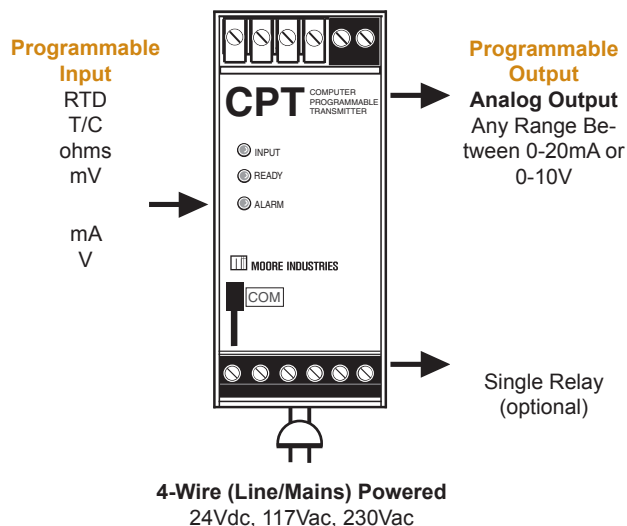 Programmable
Input
RTD
T/C
ohms
mV
mA
V
CPT
COMPUTER
PROGRAMMABLE
TRANSMITTER
INPUT
READY
ALARM
MOORE INDUSTRIES
COM
Programmable
Output
Analog Output
Any Range Be-
tween 0-20mA or
0-10V
Single Relay
(optional)
4-Wire (Line/Mains) Powered
24Vdc, 117Vac, 230Vac